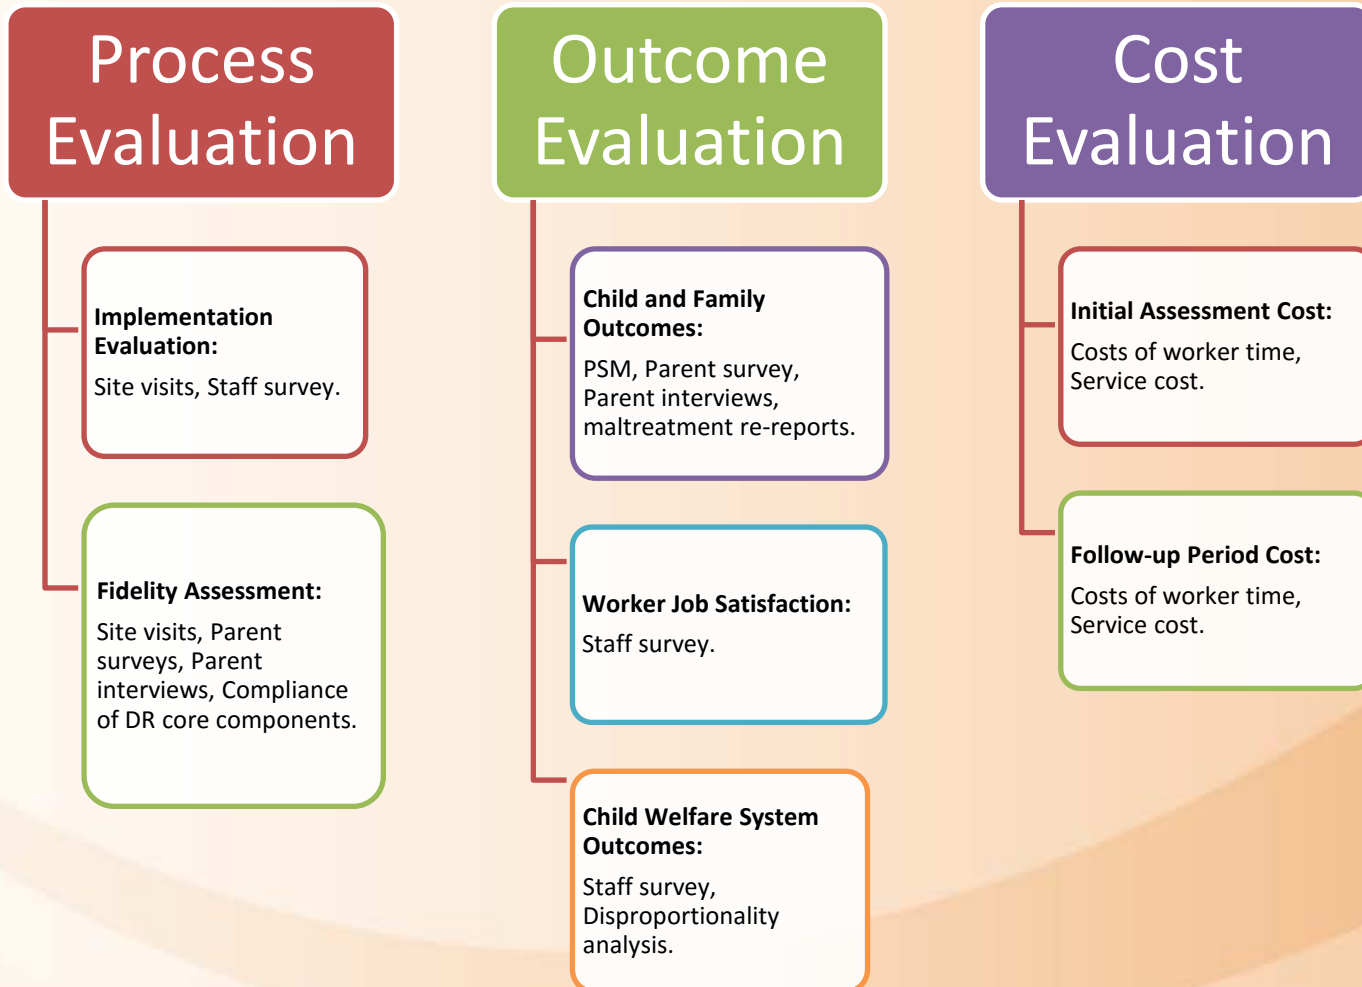 Process
Evaluation
Implementation
Evaluation:
Site visits, Staff survey.
Fidelity Assessment:
Site visits, Parent
surveys, Parent
interviews, Compliance
of DR core components.
Outcome
Evaluation
Child and Family
Outcomes:
PSM, Parent survey,
Parent interviews,
maltreatment re-reports.
Worker Job Satisfaction:
Staff survey.
Child Welfare System
Outcomes:
Staff survey,
Disproportionality
analysis.
Cost
Evaluation
Initial Assessment Cost:
Costs of worker time,
Service cost.
Follow-up Period Cost:
Costs of worker time,
Service cost.